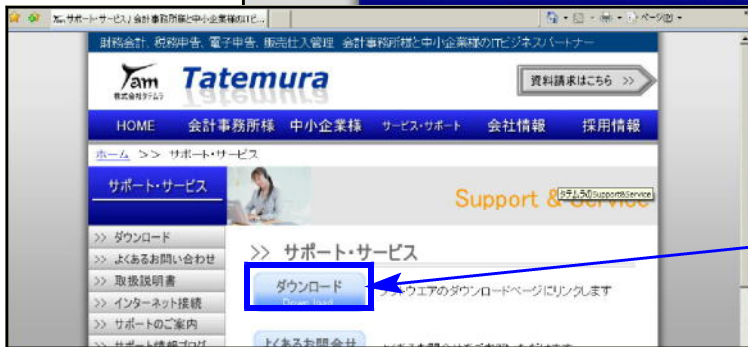 ート・サービス」会計事務所様と中小企業様のITビ...
ページ(P)
財務会計、税務申告、電子申告、販売仕入管理 会計事務所様と中小企業様のITビジネスパートナー
Tam
株式会社タテムラ
Tatemura
資料請求はこちら >>
HOME 会計事務所様 中小企業様 サービス・サポート 会社情報 採用情報
ホーム >> サポート・サービス
サポート・サービス
Support & Service
タテムラのSupport&Service
>> ダウンロード
>> よくあるお問い合わせ
>> 取扱説明書
>> インターネット接続
>> サポートのご案内
>> サポート情報ブログ
>> サポート・サービス
ダウンロード
Down load
ソフトウエアのダウンロードページにリンクします
よくあるお問合せ